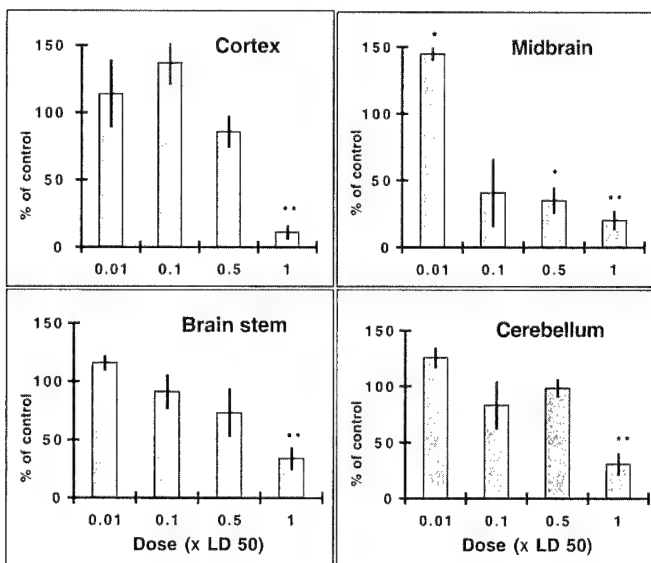 Cortex
% of control
150
100
50
0
* *
0.01 0.1 0.5 1
Midbrain
% of control
150
100
50
0
*
*
* *
0.01 0.1 0.5 1
Brain stem
% of control
150
100
50
0
* *
0.01 0.1 0.5 1
Dose (x LD 50)
Cerebellum
% of control
150
100
50
0
* *
0.01 0.1 0.5 1
Dose (x LD 50)